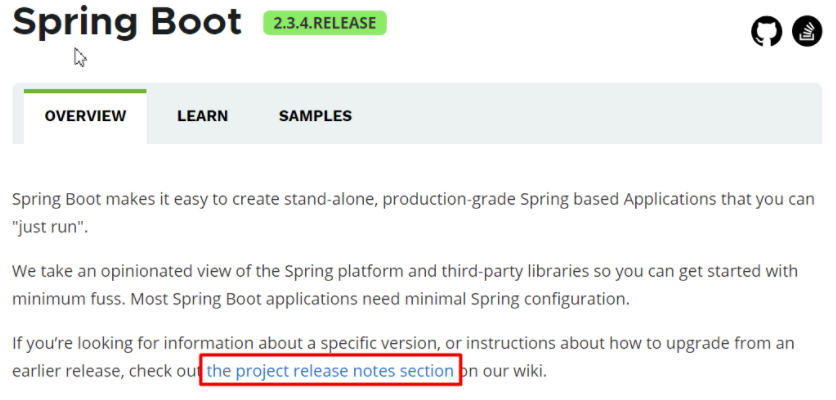 Spring Boot 2.3.4.RELEASE
OVERVIEW LEARN SAMPLES
Spring Boot makes it easy to create stand-alone, production-grade Spring based Applications that you can
"just run".
We take an opinionated view of the Spring platform and third-party libraries so you can get started with
minimum fuss. Most Spring Boot applications need minimal Spring configuration.
If you’re looking for information about a specific version, or instructions about how to upgrade from an
earlier release, check out the project release notes section on our wiki.